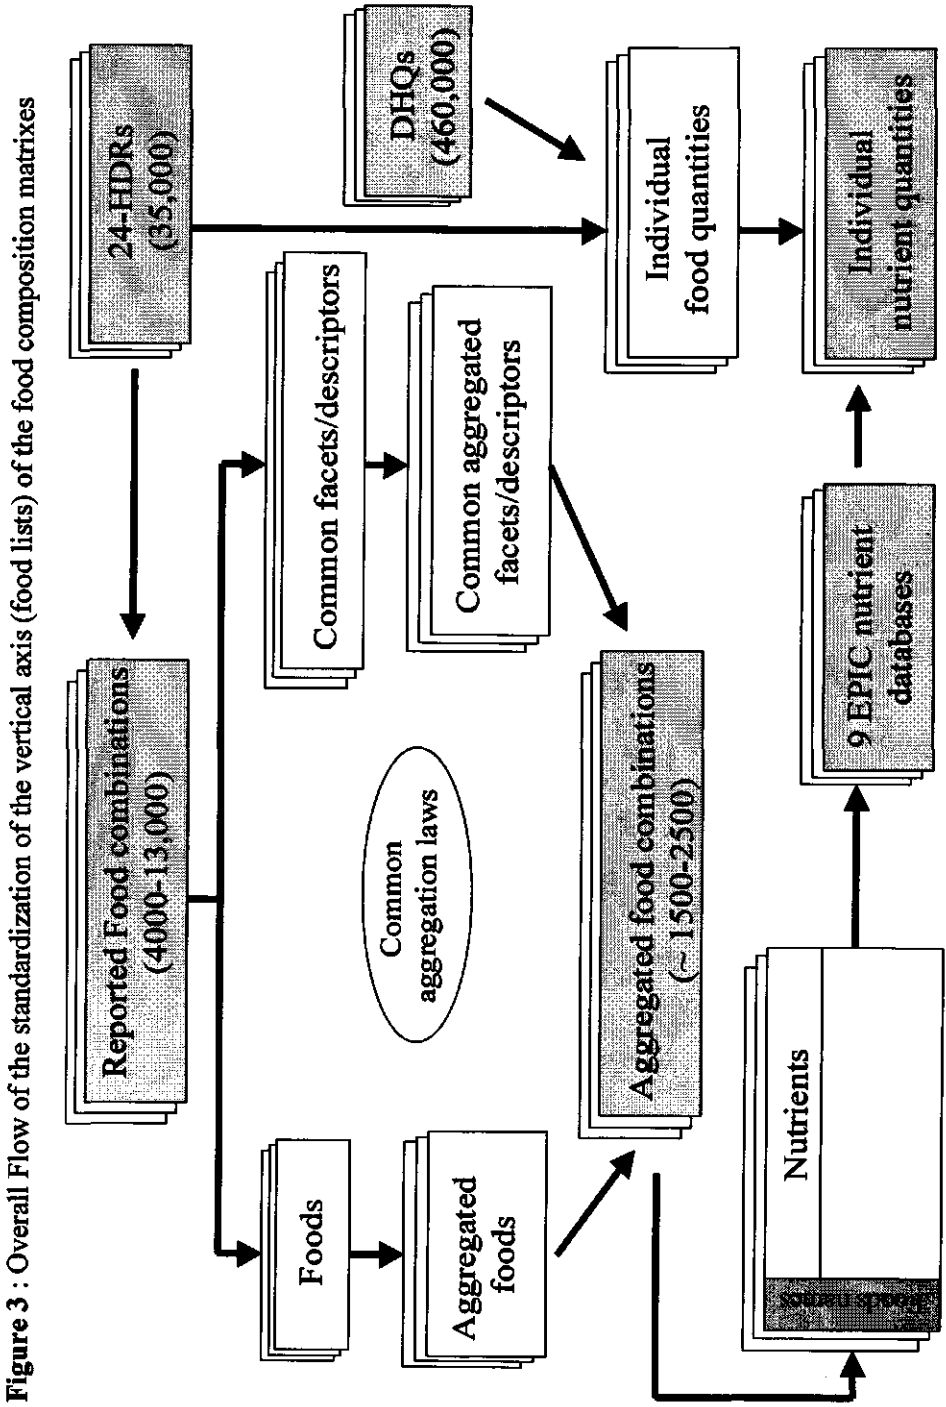 Figure 3 : Overall Flow of the standardization of the vertical axis (food lists) of the food composition matrixes
Reported Food combinations
(4000-13,000)
24-HDRs
(35,000)
Foods
Common facets/descriptors
DHQs
(460,000)
Common
aggregation laws
Aggregated
foods
Common aggregated
facets/descriptors
Aggregated food combinations
(~ 1500-2500)
Individual
food quantities
Nutrients
Foods names
9 EPIC nutrient
databases
Individual
nutrient quantities